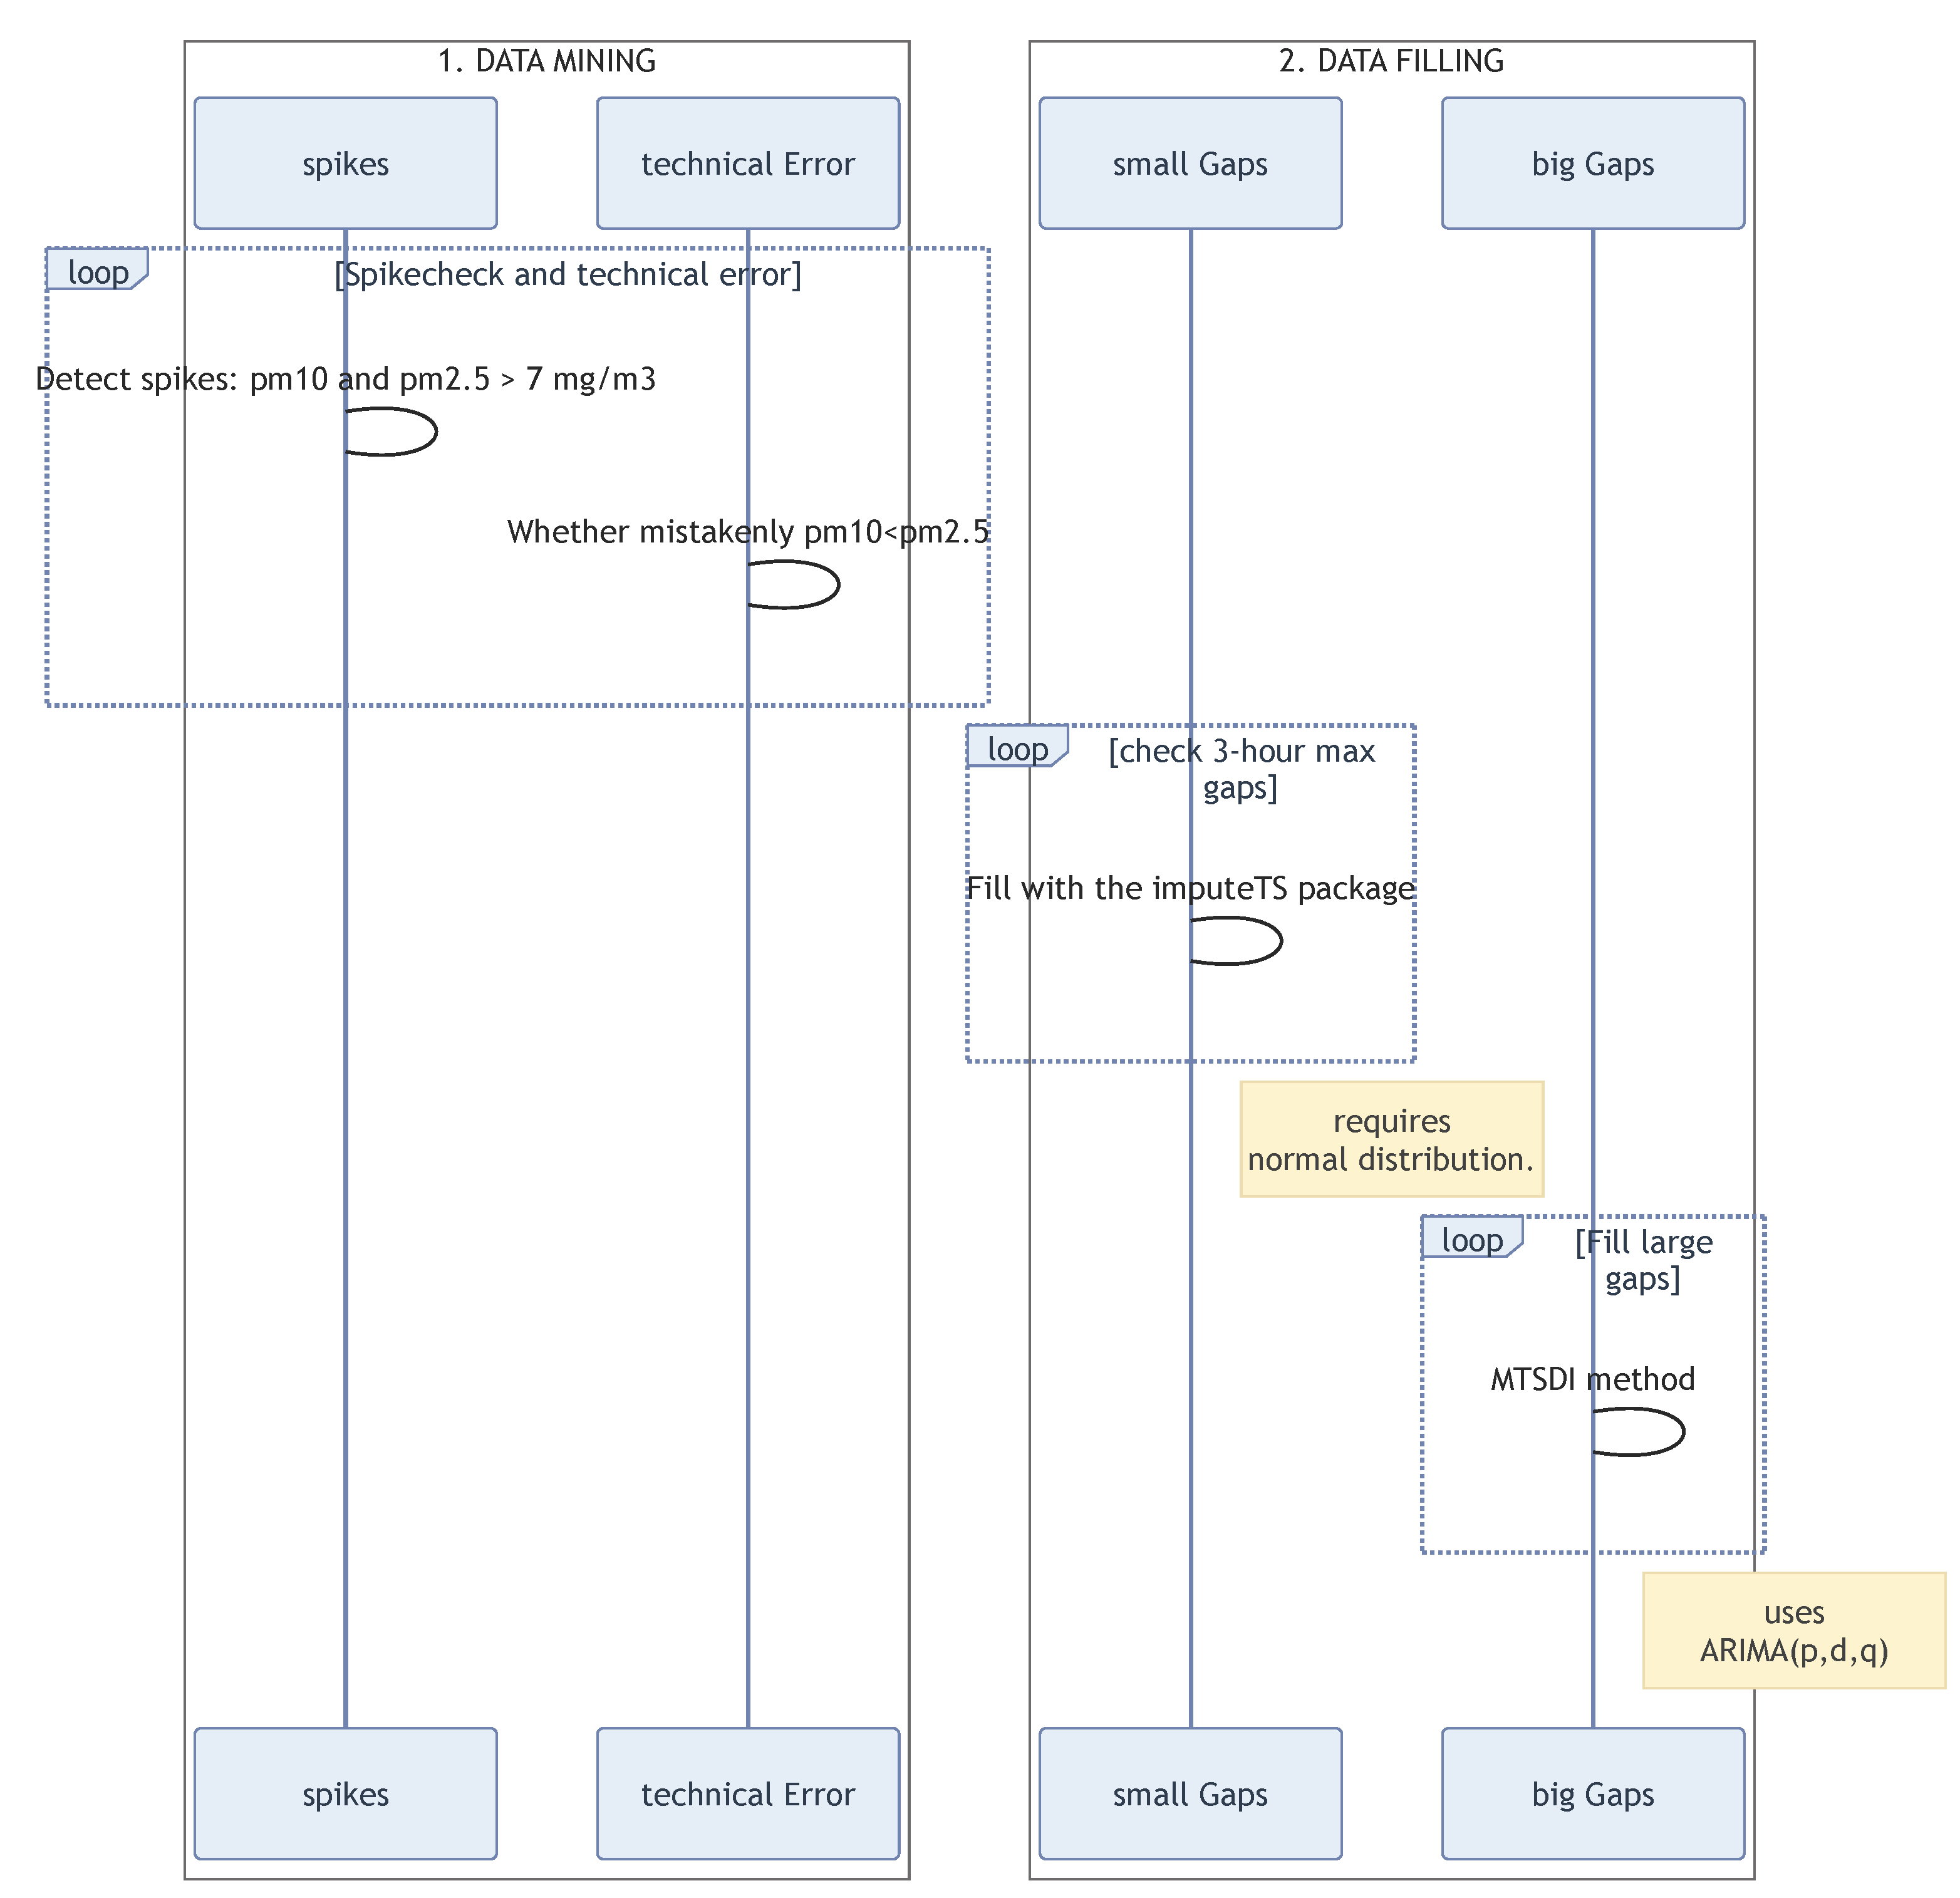 1. DATA MINING
2. DATA FILLING
spikes
technical Error
small Gaps
big Gaps
loop
[Spikecheck and technical error]
Detect spikes: pm10 and pm2.5 > 7 mg/m3
Whether mistakenly pm10<pm2.5
loop
[check 3-hour max
gaps]
Fill with the imputeTS package
requires
normal distribution.
loop
[Fill large
gaps]
MTSDI method
uses
ARIMA(p,d,q)
spikes
technical Error
small Gaps
big Gaps